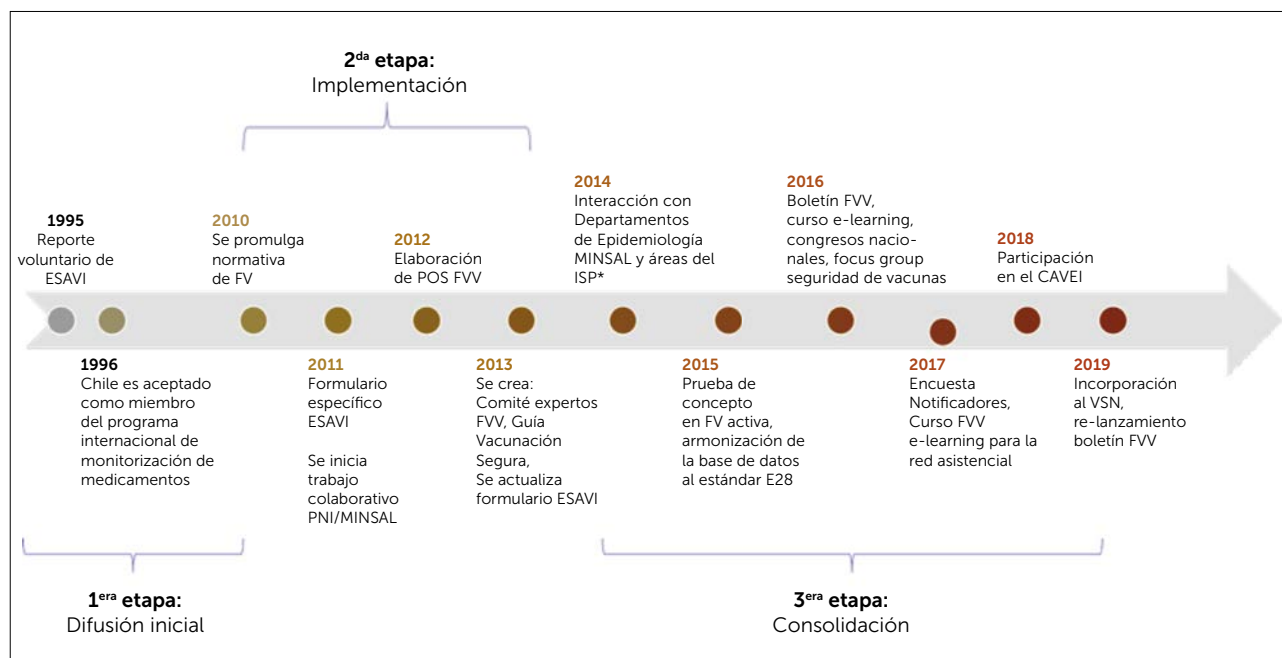 2da etapa:
Implementación
1995
Reporte
voluntario de
ESAVI
2010
Se promulga
normativa
de FV
2012
Elaboración
de POS FVV
2014
Interacción con
Departamentos
de Epidemiología
MINSAL y áreas del
ISP*
2016
Boletín FVV,
curso e-learning,
congresos nacio-
nales, focus group
seguridad de vacunas
2018
Participación
en el CAVEI
1996
Chile es aceptado
como miembro
del programa
internacional de
monitorización de
medicamentos
2011
Formulario
específico
ESAVI
Se inicia
trabajo
colaborativo
PNI/MINSAL
2013
Se crea:
Comité expertos
FVV, Guía
Vacunación
Segura,
Se actualiza
formulario ESAVI
2015
Prueba de
concepto
en FV activa,
armonización de
la base de datos
al estándar E28
2017
Encuesta
Notificadores,
Curso FVV
e-learning para la
red asistencial
2019
Incorporación
al VSN,
re-lanzamiento
boletín FVV
1era etapa:
Difusión inicial
3era etapa:
Consolidación